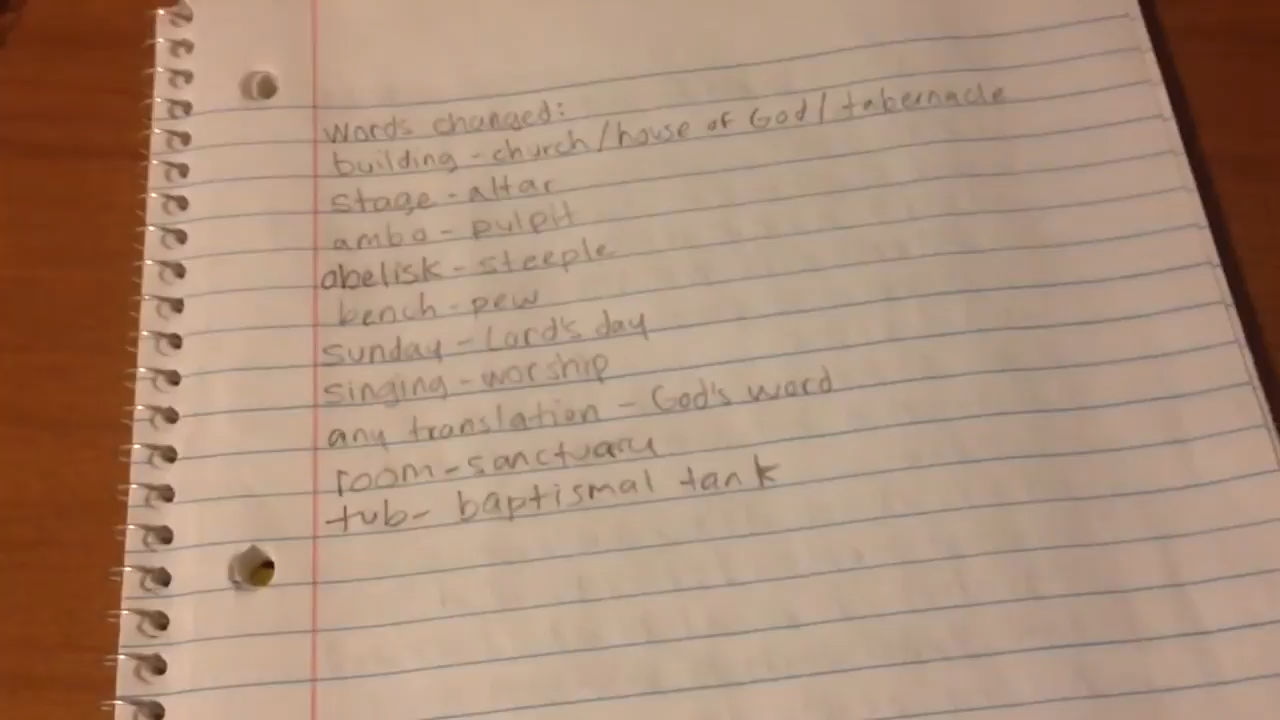 words changed:
building - church / house of God / tabernacle
stage - altar
ambo - pulpit
obelisk - steeple
bench - pew
sunday - Lord's day
singing - worship
any translation - God's word
room - sanctuary
tub - baptismal tank